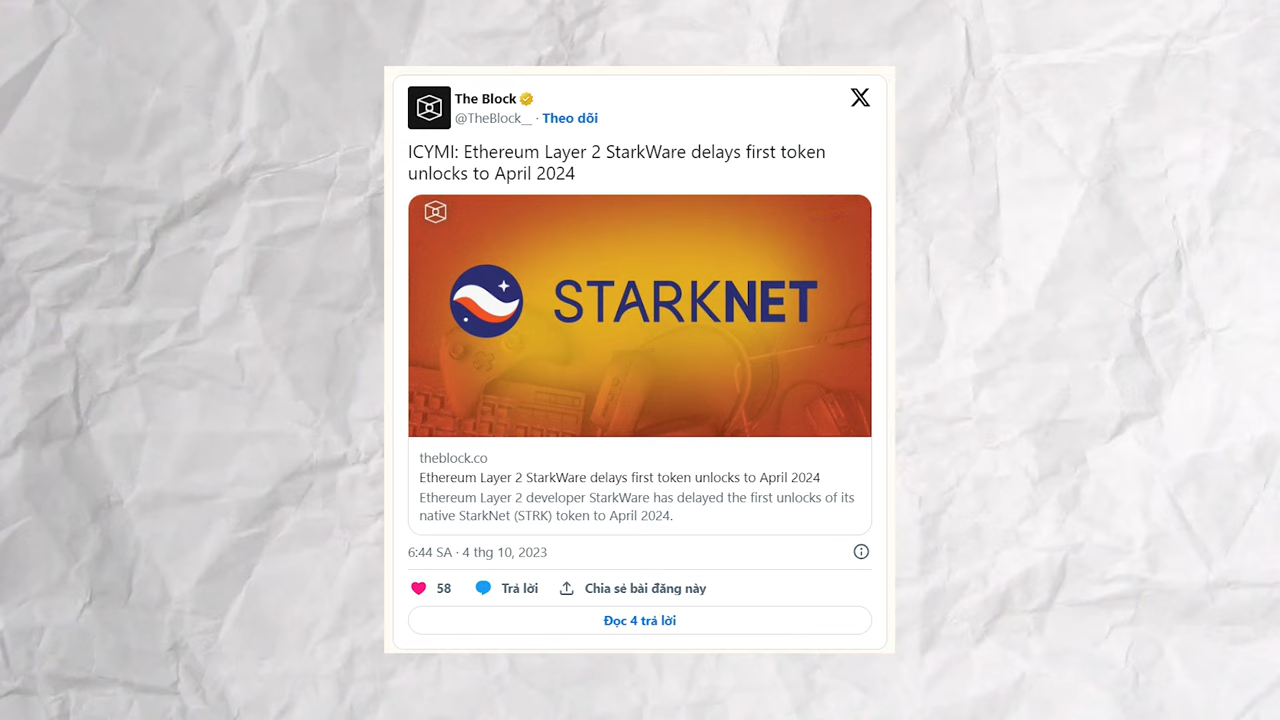 The Block
@TheBlock__ · Theo dõi
X
ICYMI: Ethereum Layer 2 StarkWare delays first token
unlocks to April 2024
STARKNET
theblock.co
Ethereum Layer 2 StarkWare delays first token unlocks to April 2024
Ethereum Layer 2 developer StarkWare has delayed the first unlocks of its
native StarkNet (STRK) token to April 2024.
6:44 SA · 4 thg 10, 2023
58 Trả lời Chia sẻ bài đăng này
Đọc 4 trả lời